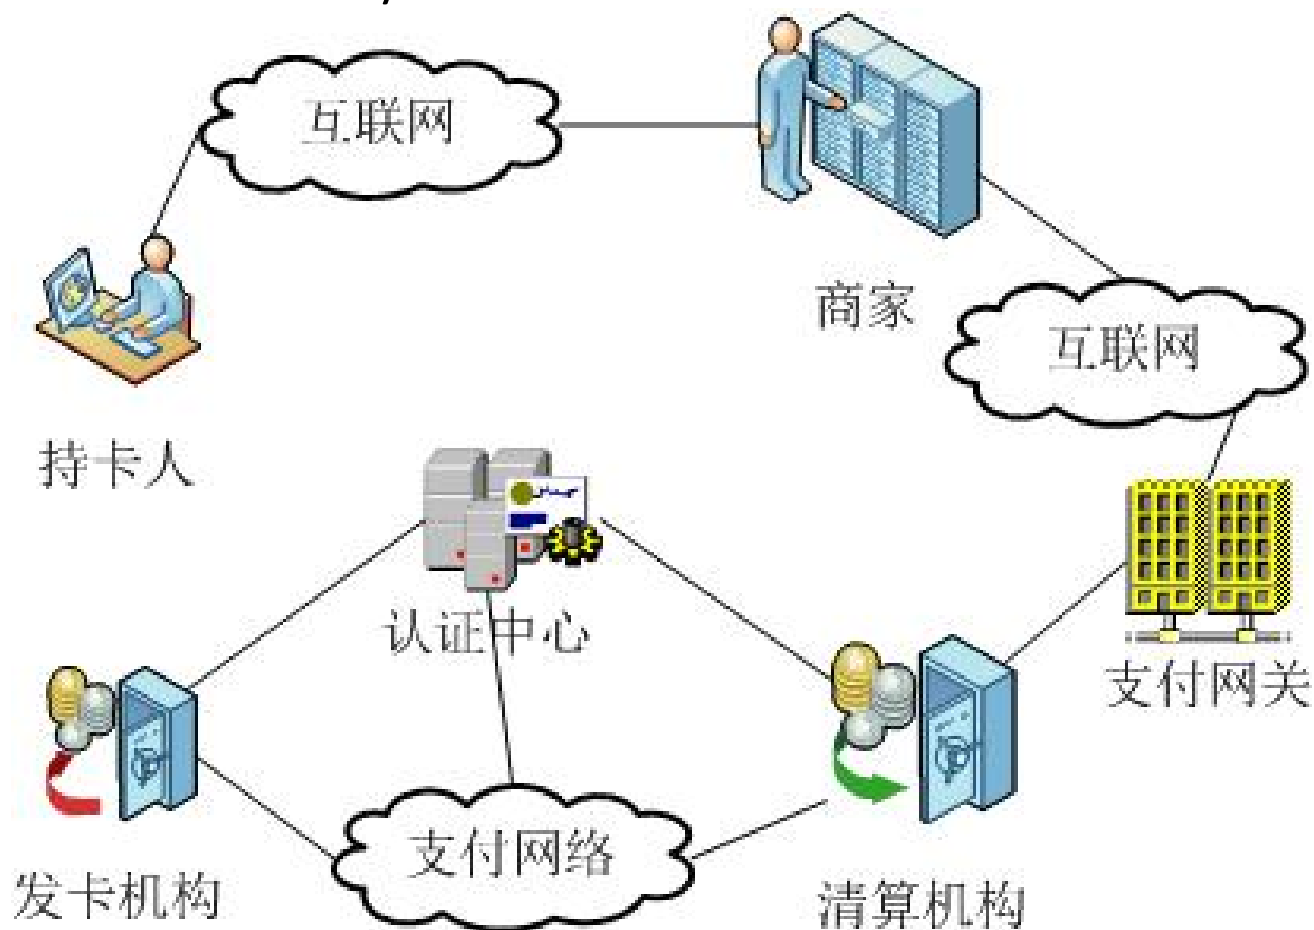 互联网
商家
互联网
持卡人
认证中心
支付网关
支付网络
发卡机构
清算机构